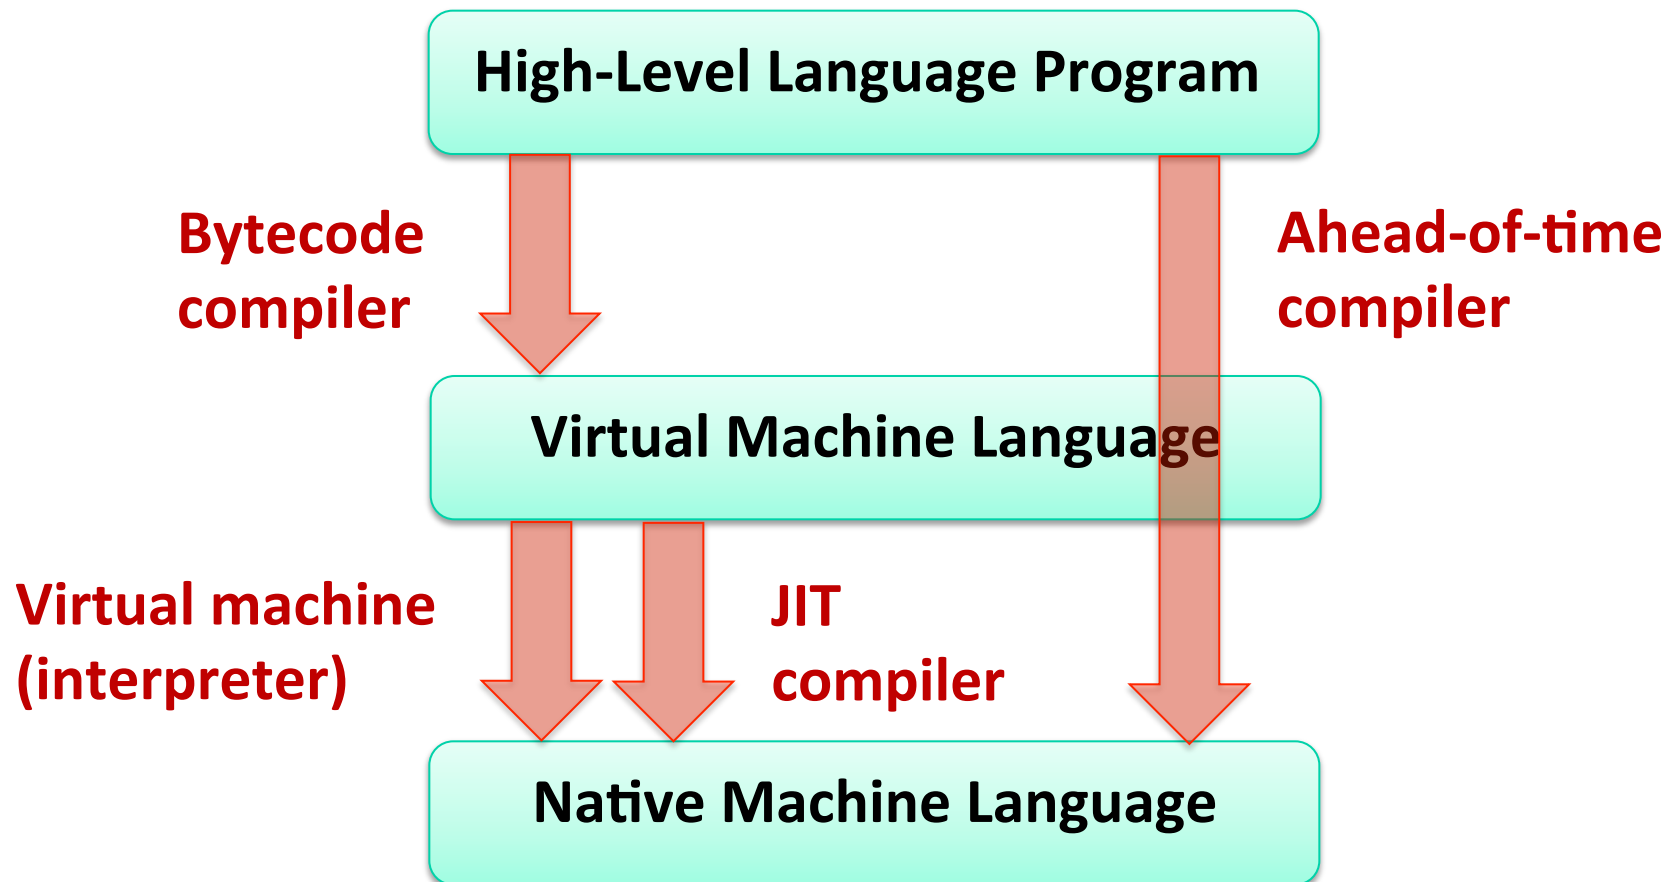 High-Level Language Program
Bytecode
compiler
Ahead-of-time
compiler
Virtual Machine Language
Virtual machine
(interpreter)
JIT
compiler
Native Machine Language